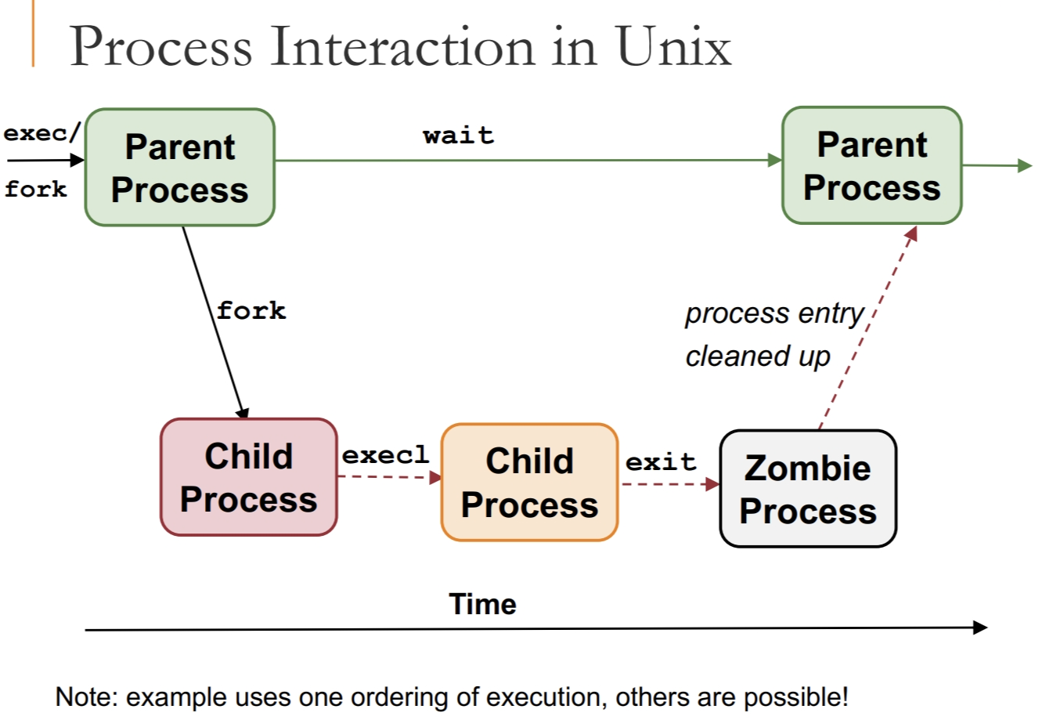 Process Interaction in Unix
exec/
fork
Parent
Process
wait
Parent
Process
fork
process entry
cleaned up
Child
Process
execl
Child
Process
exit
Zombie
Process
Time
Note: example uses one ordering of execution, others are possible!